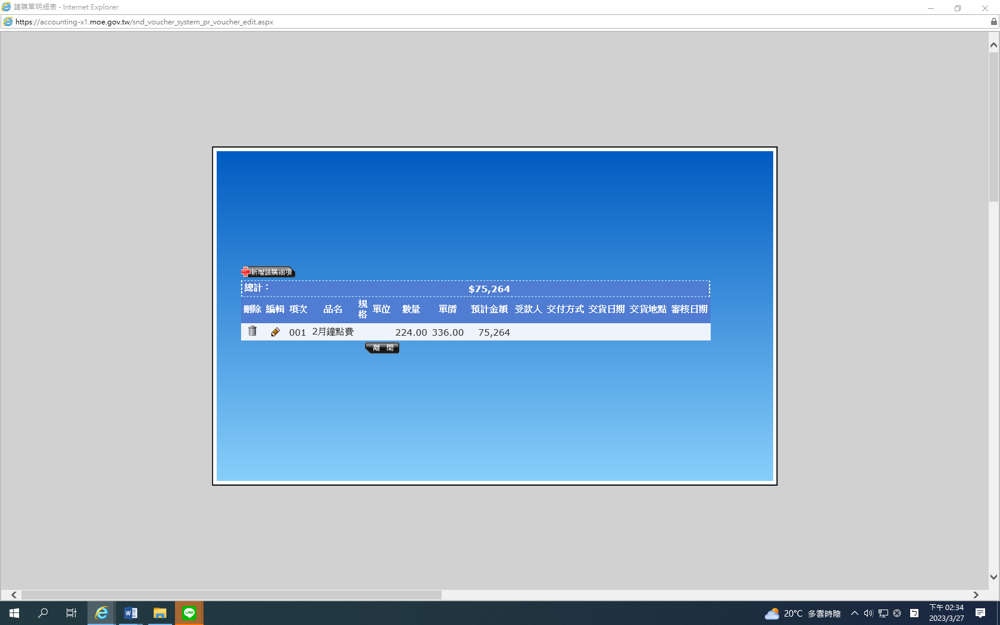 請購單明細表 - Internet Explorer
https://accounting-x1.moe.gov.tw/snd_voucher_system_pr_voucher_edit.aspx
新增請購細項
總計： $75,264
刪除 編輯 項次 品名 規格 單位 數量 單價 預計金額 受款人 交付方式 交貨日期 交貨地點 審核日期
001 2月鐘點費 224.00 336.00 75,264
離 開
20°C 多雲時陰
下午 02:34
2023/3/27